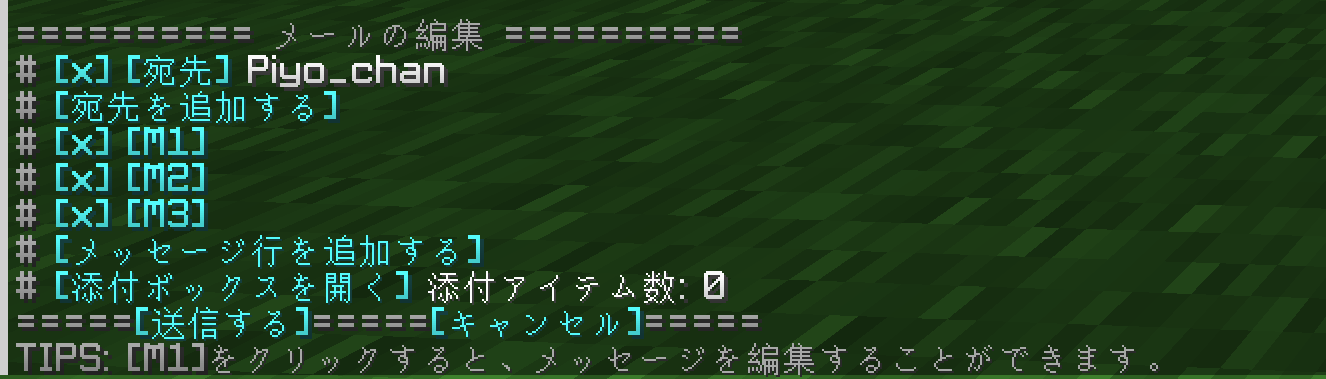 ========== メールの編集 ==========
# [x] [宛先] Piyo_chan
# [宛先を追加する]
# [x] [M1]
# [x] [M2]
# [x] [M3]
# [メッセージ行を追加する]
# [添付ボックスを開く] 添付アイテム数: 0
=====[送信する]=====[キャンセル]=====
TIPS: [M1]をクリックすると、メッセージを編集することができます。